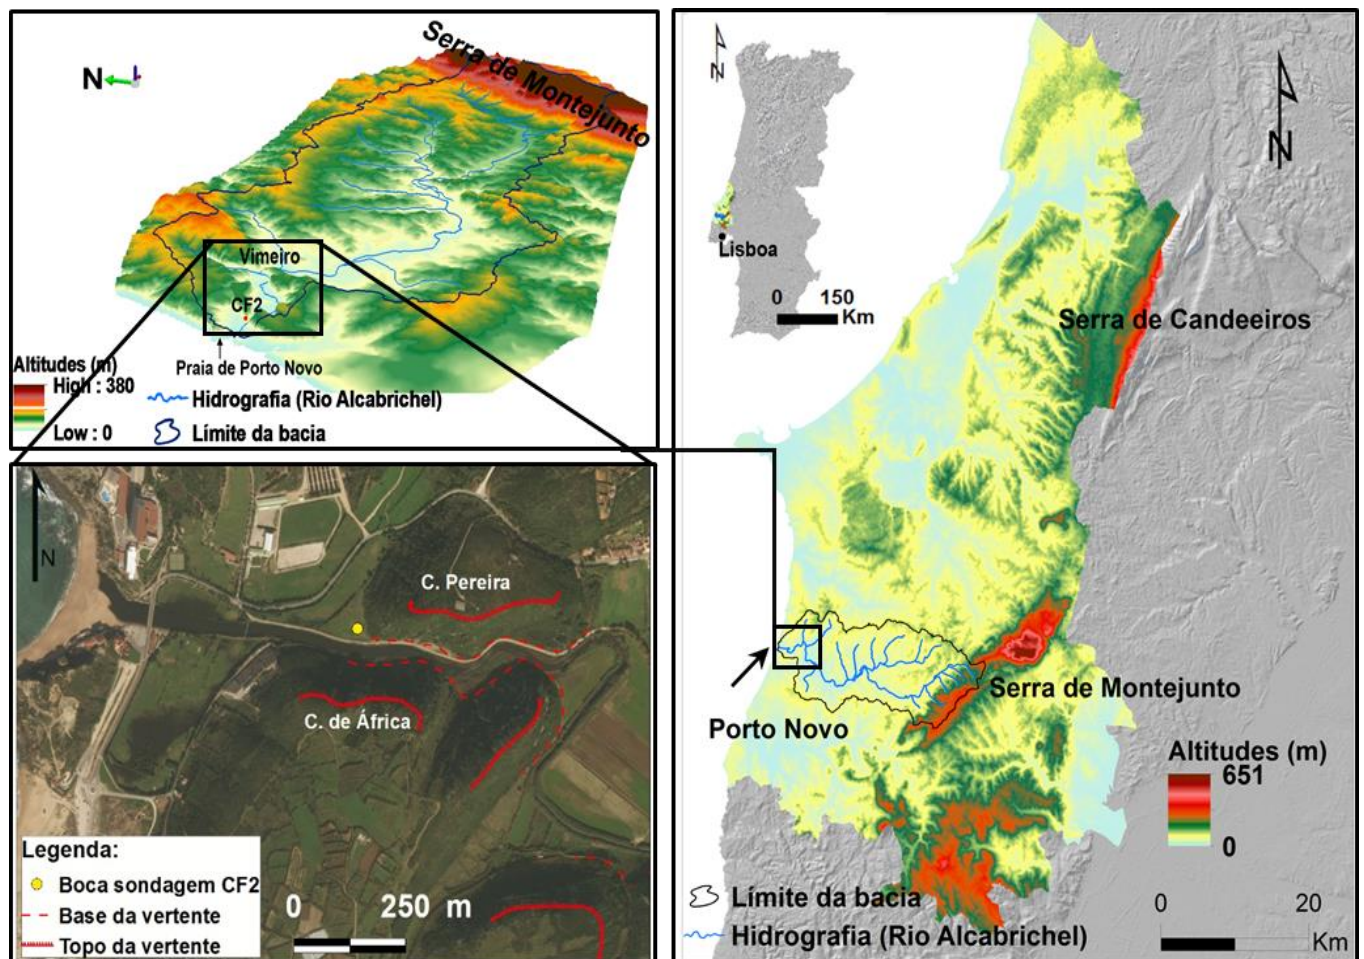 Serra de Montejunto
N
Vimeiro
CF2
Praia de Porto Novo
Altitudes (m)
High : 380
Low : 0
Hidrografia (Rio Alcabrichel)
Límite da bacia
N
C. Pereira
C. de África
Legenda:
Boca sondagem CF2
Base da vertente
Topo da vertente
0 250 m
N
Lisboa
0 150
Km
N
Serra de Candeeiros
Serra de Montejunto
Porto Novo
Altitudes (m)
651
0
Límite da bacia
Hidrografia (Rio Alcabrichel)
0 20
Km